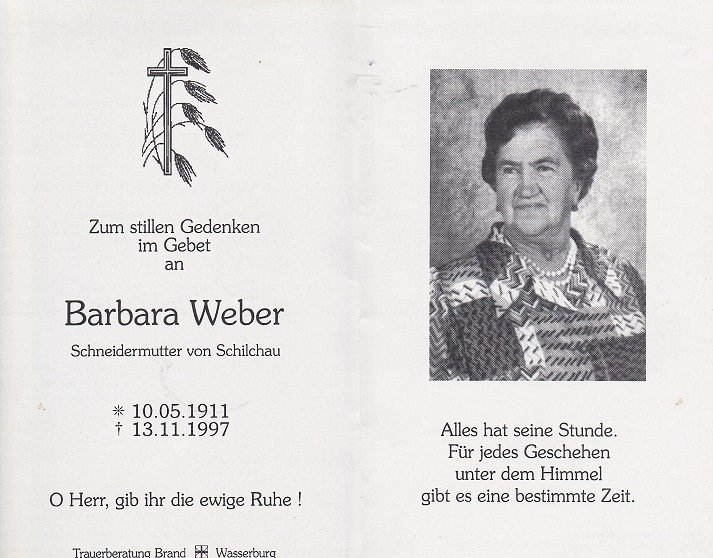 Zum stillen Gedenken
im Gebet
an
Barbara Weber
Schneidermutter von Schilchau
✳ 10.05.1911
† 13.11.1997
O Herr, gib ihr die ewige Ruhe !
Trauerberatung Brand ✠ Wasserburg
Alles hat seine Stunde.
Für jedes Geschehen
unter dem Himmel
gibt es eine bestimmte Zeit.